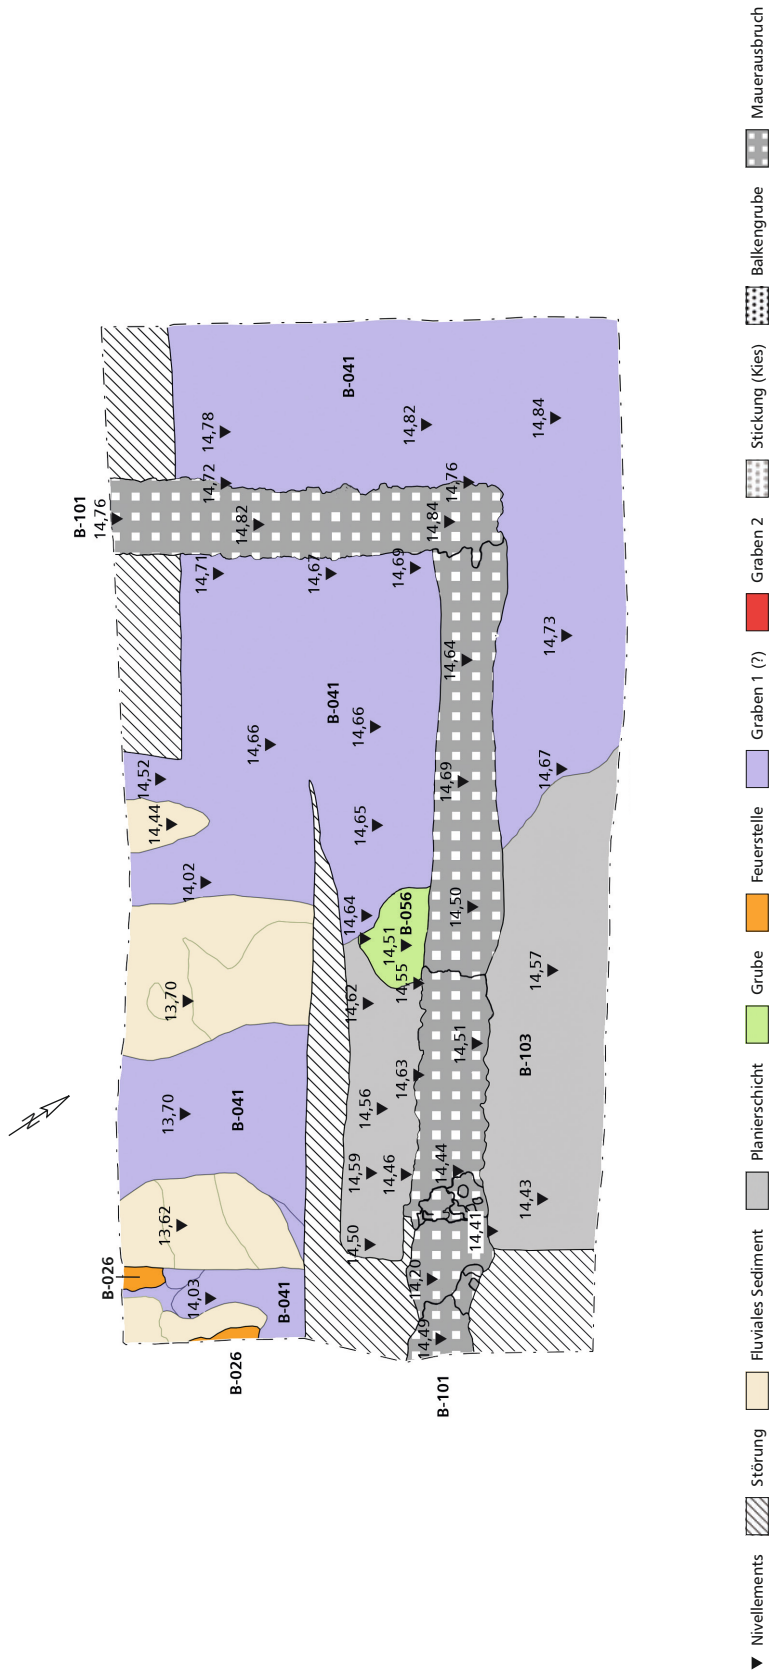 B-101
14,76
B-026
N
14,52
14,44
13,62
13,70
13,70
14,02
14,03
14,71
14,72
14,78
B-026
B-041
14,66
14,82
B-041
14,67
B-041
B-041
14,50
14,59
14,56
14,62
14,64
14,65
14,66
14,46
14,63
14,55
14,51
B-056
14,69
14,82
14,49
14,20
B-101
14,44
14,51
14,50
14,69
14,64
14,84
14,76
14,41
14,43
B-103
14,57
14,67
14,73
14,84
Nivellements
Störung
Fluviales Sediment
Planierschicht
Grube
Feuerstelle
Graben 1 (?)
Graben 2
Stickung (Kies)
Balkengrube
Mauerausbruch